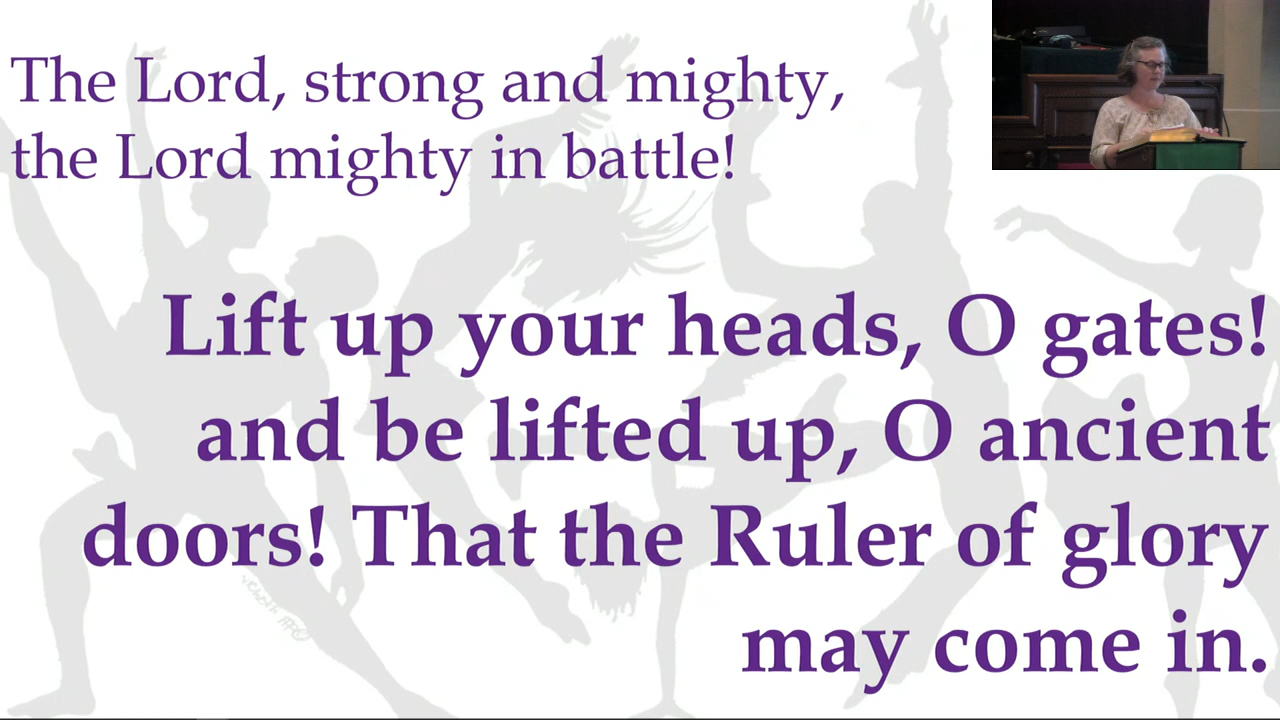 The Lord, strong and mighty,
the Lord mighty in battle!
Lift up your heads, O gates!
and be lifted up, O ancient
doors! That the Ruler of glory
may come in.